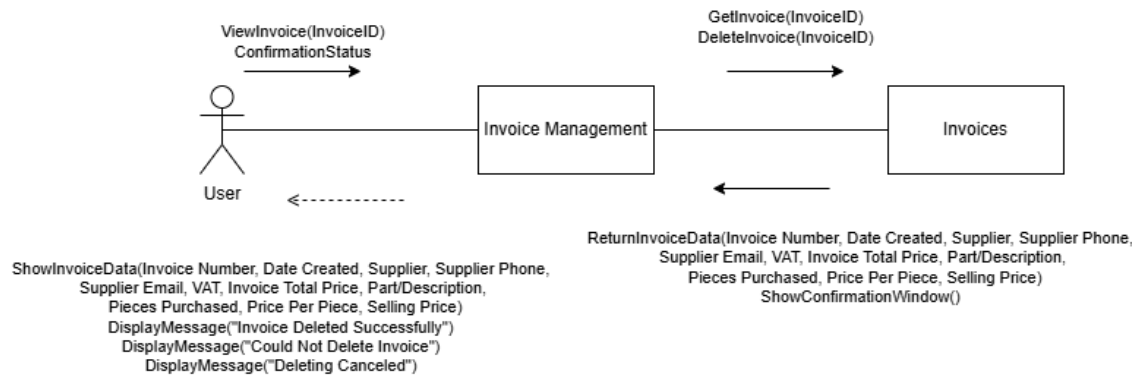 ViewInvoice(InvoiceID)
ConfirmationStatus
GetInvoice(InvoiceID)
DeleteInvoice(InvoiceID)
User
Invoice Management
Invoices
ShowInvoiceData(Invoice Number, Date Created, Supplier, Supplier Phone,
Supplier Email, VAT, Invoice Total Price, Part/Description,
Pieces Purchased, Price Per Piece, Selling Price)
DisplayMessage("Invoice Deleted Successfully")
DisplayMessage("Could Not Delete Invoice")
DisplayMessage("Deleting Canceled")
ReturnInvoiceData(Invoice Number, Date Created, Supplier, Supplier Phone,
Supplier Email, VAT, Invoice Total Price, Part/Description,
Pieces Purchased, Price Per Piece, Selling Price)
ShowConfirmationWindow()